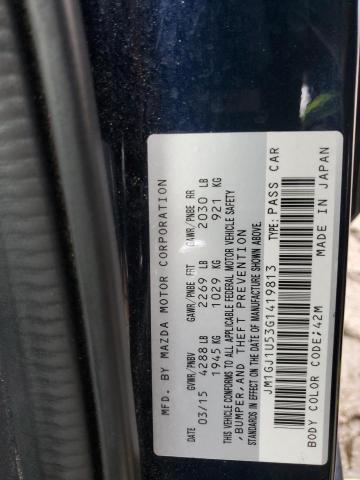 MFD. BY MAZDA MOTOR CORPORATION
DATE GVWR/PNBV GAWR/PNBE FRT GAWR/PNBE RR
03/15 4288 LB 2269 LB 2030 LB
1945 KG 1029 KG 921 KG
THIS VEHICLE CONFORMS TO ALL APPLICABLE FEDERAL MOTOR VEHICLE SAFETY
,BUMPER,AND THEFT PREVENTION
STANDARDS IN EFFECT ON THE DATE OF MANUFACTURE SHOWN ABOVE.
JM1GJ1U53G1419813 TYPE: PASS CAR
BODY COLOR CODE;42M MADE IN JAPAN